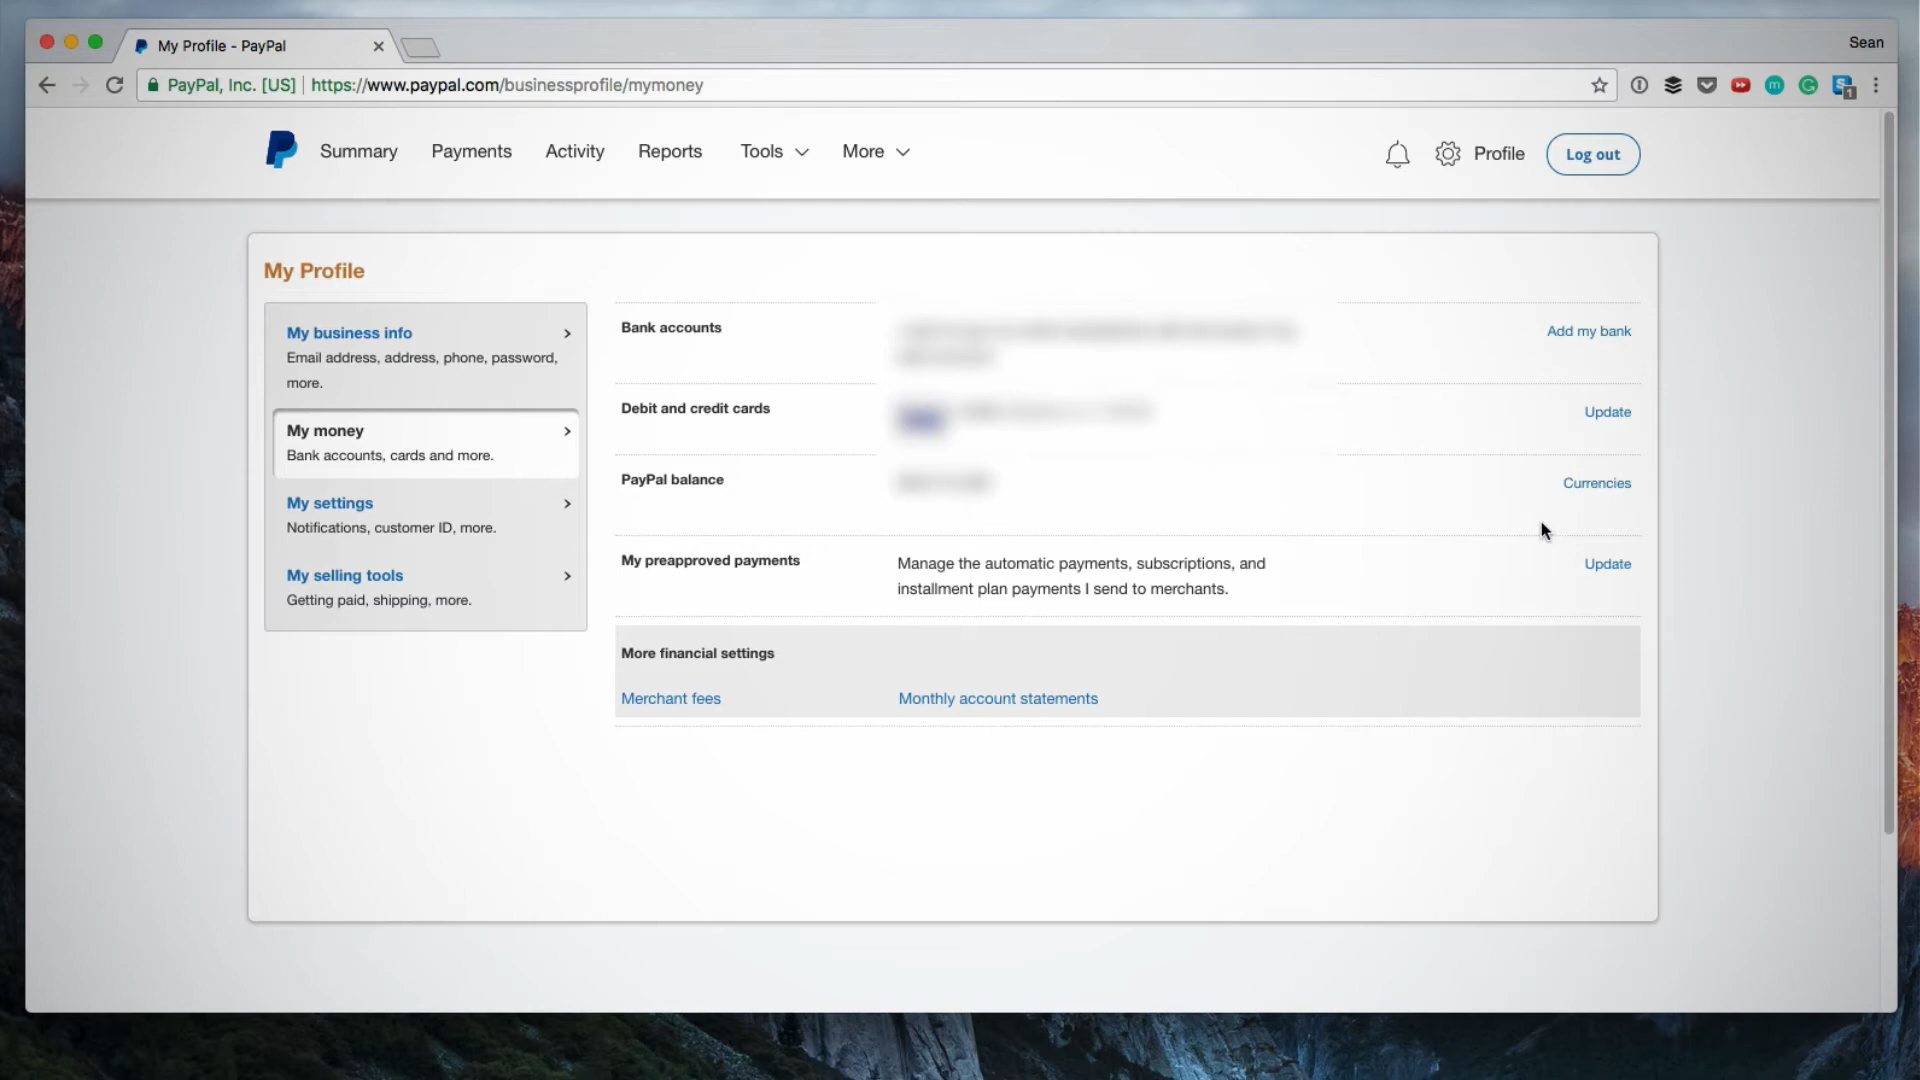 My Profile - PayPal
Sean
PayPal, Inc. [US] https://www.paypal.com/businessprofile/mymoney
1
Summary Payments Activity Reports Tools More Profile Log out
My Profile
My business info
Email address, address, phone, password,
more.
My money
Bank accounts, cards and more.
My settings
Notifications, customer ID, more.
My selling tools
Getting paid, shipping, more.
Bank accounts Add my bank
Debit and credit cards Update
PayPal balance Currencies
My preapproved payments Manage the automatic payments, subscriptions, and Update
installment plan payments I send to merchants.
More financial settings
Merchant fees Monthly account statements